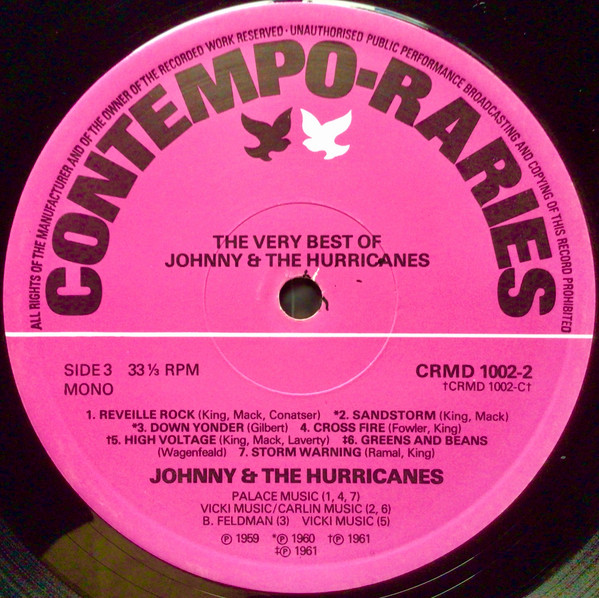 ALL RIGHTS OF THE MANUFACTURER AND OF THE OWNER OF THE RECORDED WORK RESERVED · UNAUTHORISED PUBLIC PERFORMANCE BROADCASTING AND COPYING OF THIS RECORD PROHIBITED
CONTEMPO-RARIES
THE VERY BEST OF
JOHNNY & THE HURRICANES
SIDE 3 33⅓ RPM
MONO
CRMD 1002-2
†CRMD 1002-C†
1. REVEILLE ROCK (King, Mack, Conatser) *2. SANDSTORM (King, Mack)
*3. DOWN YONDER (Gilbert) 4. CROSS FIRE (Fowler, King)
†5. HIGH VOLTAGE (King, Mack, Laverty) ‡6. GREENS AND BEANS
(Wagenfeald) 7. STORM WARNING (Ramal, King)
JOHNNY & THE HURRICANES
PALACE MUSIC (1, 4, 7)
VICKI MUSIC/CARLIN MUSIC (2, 6)
B. FELDMAN (3) VICKI MUSIC (5)
℗ 1959 *℗ 1960 †℗ 1961
‡℗ 1961